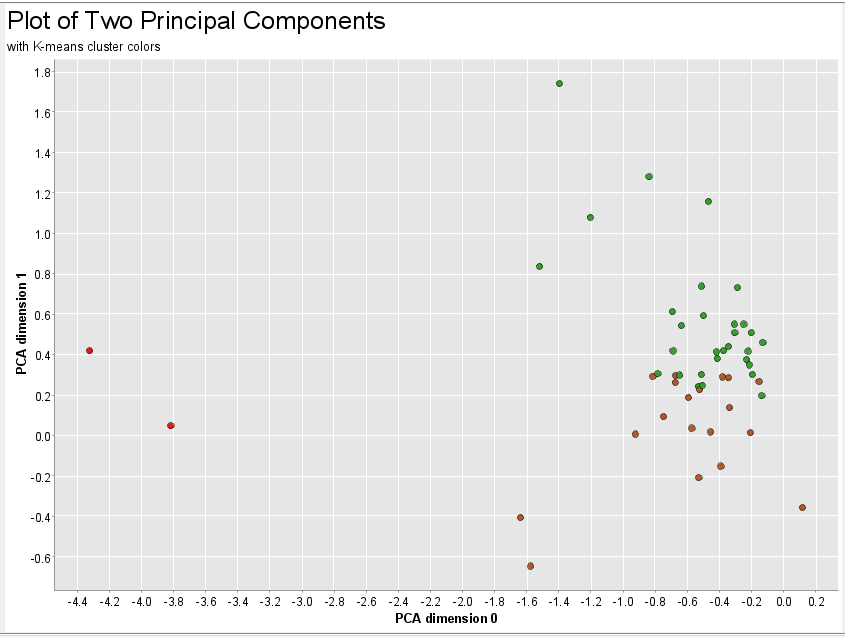 Plot of Two Principal Components
with K-means cluster colors
1.8
1.6
1.4
1.2
1.0
0.8
0.6
0.4
0.2
0.0
-0.2
-0.4
-0.6
PCA dimension 1
-4.4 -4.2 -4.0 -3.8 -3.6 -3.4 -3.2 -3.0 -2.8 -2.6 -2.4 -2.2 -2.0 -1.8 -1.6 -1.4 -1.2 -1.0 -0.8 -0.6 -0.4 -0.2 0.0 0.2
PCA dimension 0